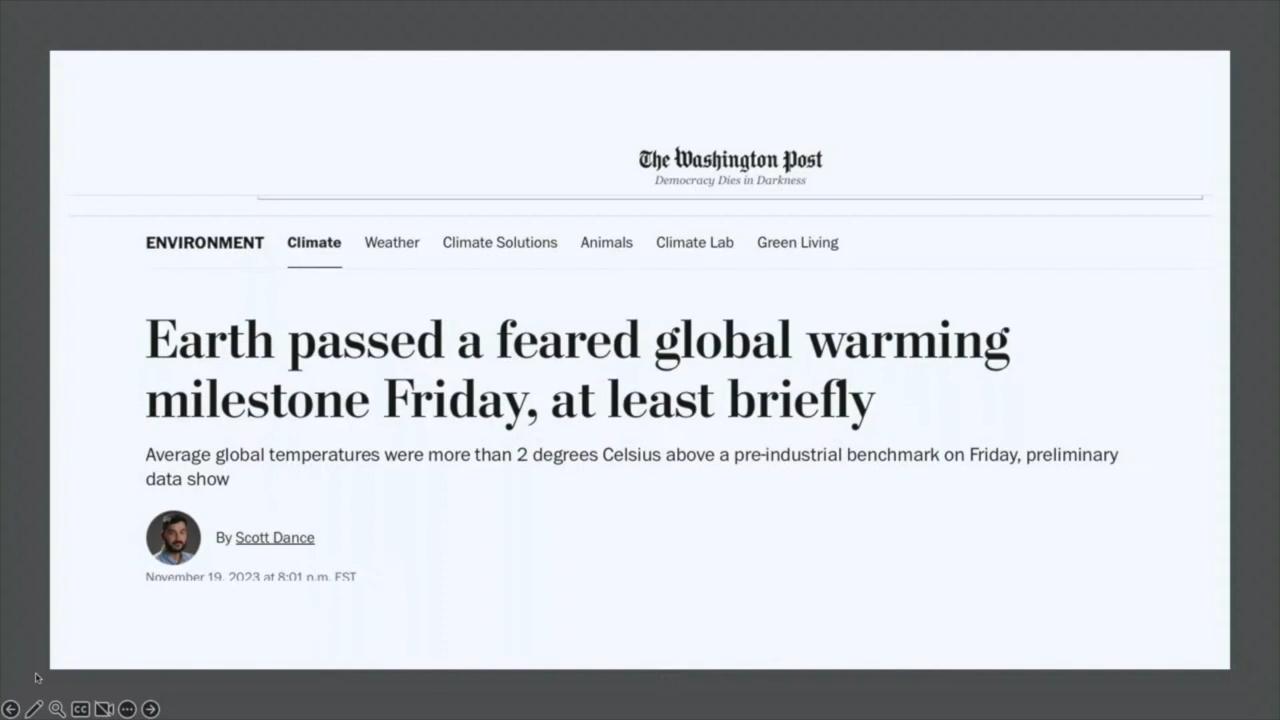 The Washington Post
Democracy Dies in Darkness
ENVIRONMENT Climate Weather Climate Solutions Animals Climate Lab Green Living
Earth passed a feared global warming
milestone Friday, at least briefly
Average global temperatures were more than 2 degrees Celsius above a pre-industrial benchmark on Friday, preliminary
data show
By Scott Dance
November 19, 2023 at 8:01 p.m. EST
CC